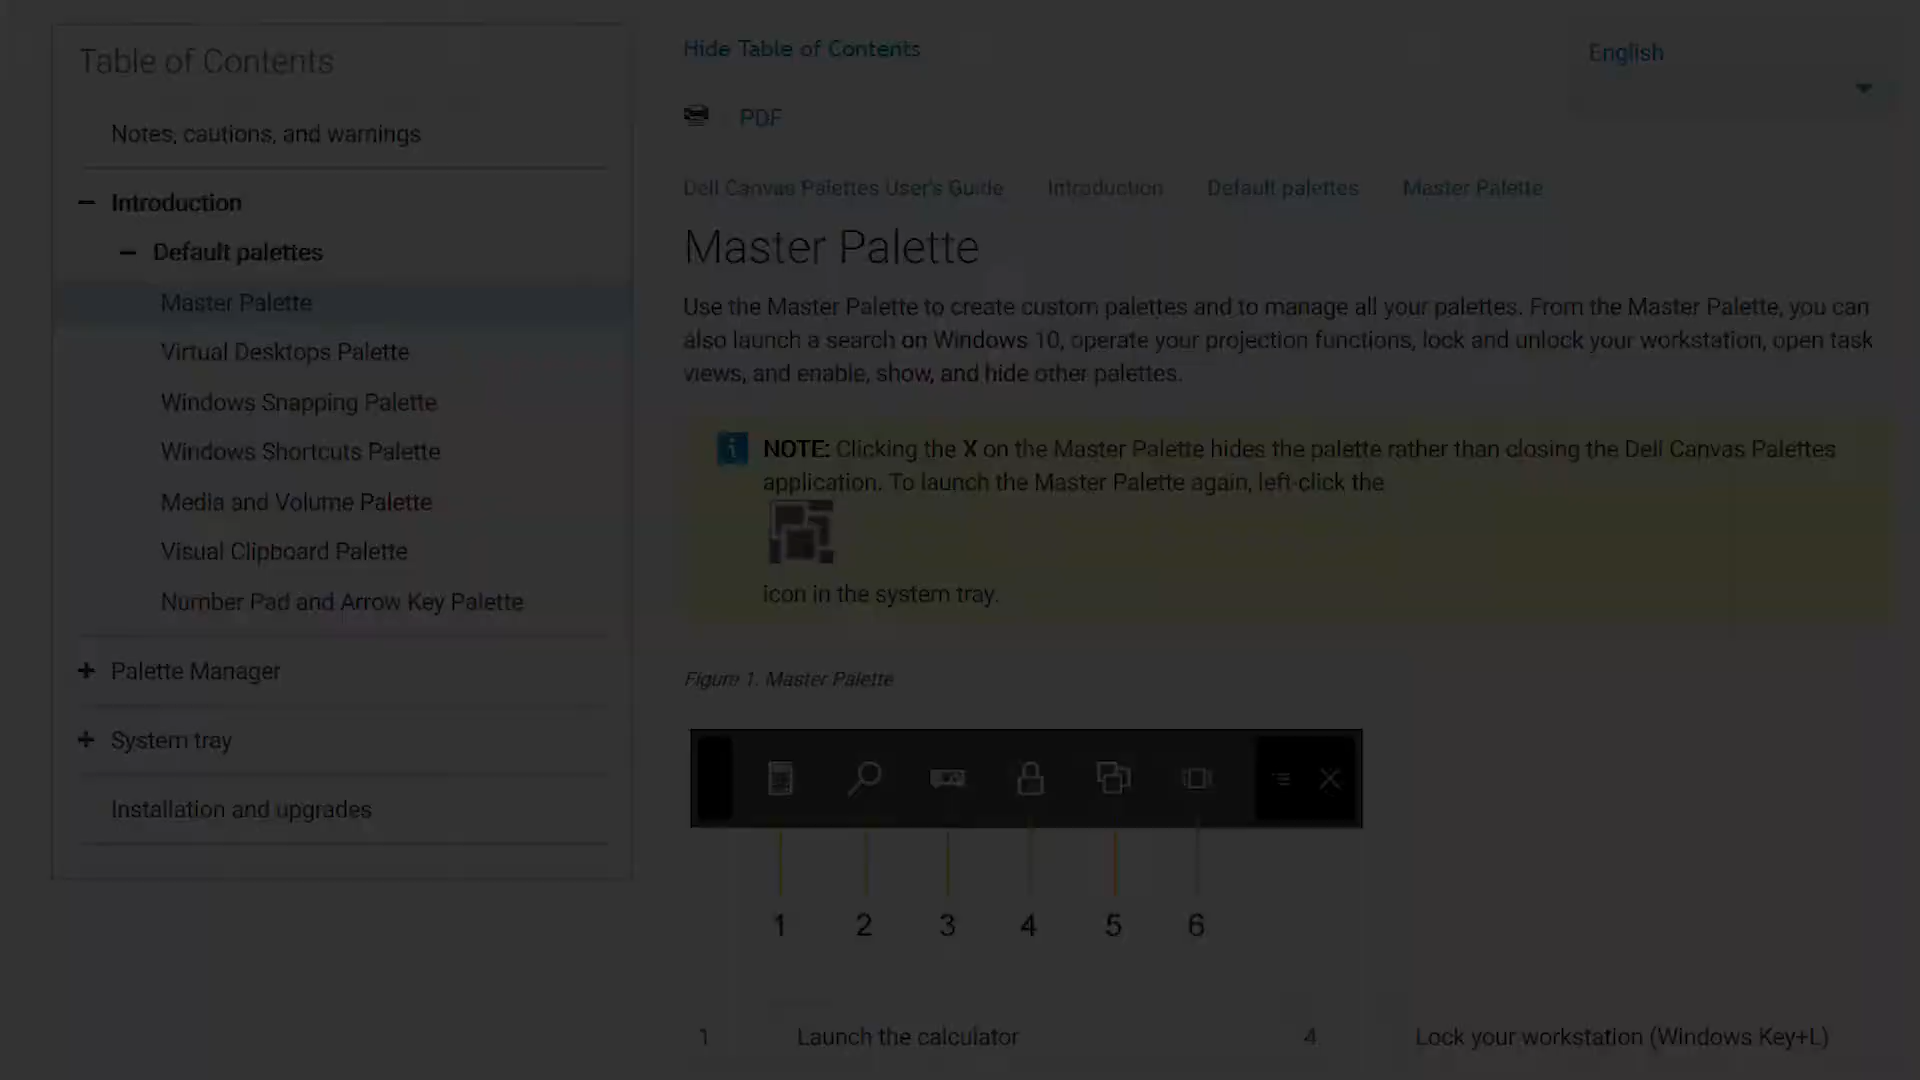 Table of Contents
Notes, cautions, and warnings
Introduction
Default palettes
Master Palette
Virtual Desktops Palette
Windows Snapping Palette
Windows Shortcuts Palette
Media and Volume Palette
Visual Clipboard Palette
Number Pad and Arrow Key Palette
Palette Manager
System tray
Installation and upgrades
Hide Table of Contents
English
PDF
Dell Canvas Palettes User's Guide Introduction Default palettes Master Palette
Master Palette
Use the Master Palette to create custom palettes and to manage all your palettes. From the Master Palette, you can
also launch a search on Windows 10, operate your projection functions, lock and unlock your workstation, open task
views, and enable, show, and hide other palettes.
NOTE: Clicking the X on the Master Palette hides the palette rather than closing the Dell Canvas Palettes
application. To launch the Master Palette again, left-click the
icon in the system tray.
Figure 1. Master Palette
1 2 3 4 5 6
1 Launch the calculator 4 Lock your workstation (Windows Key+L)